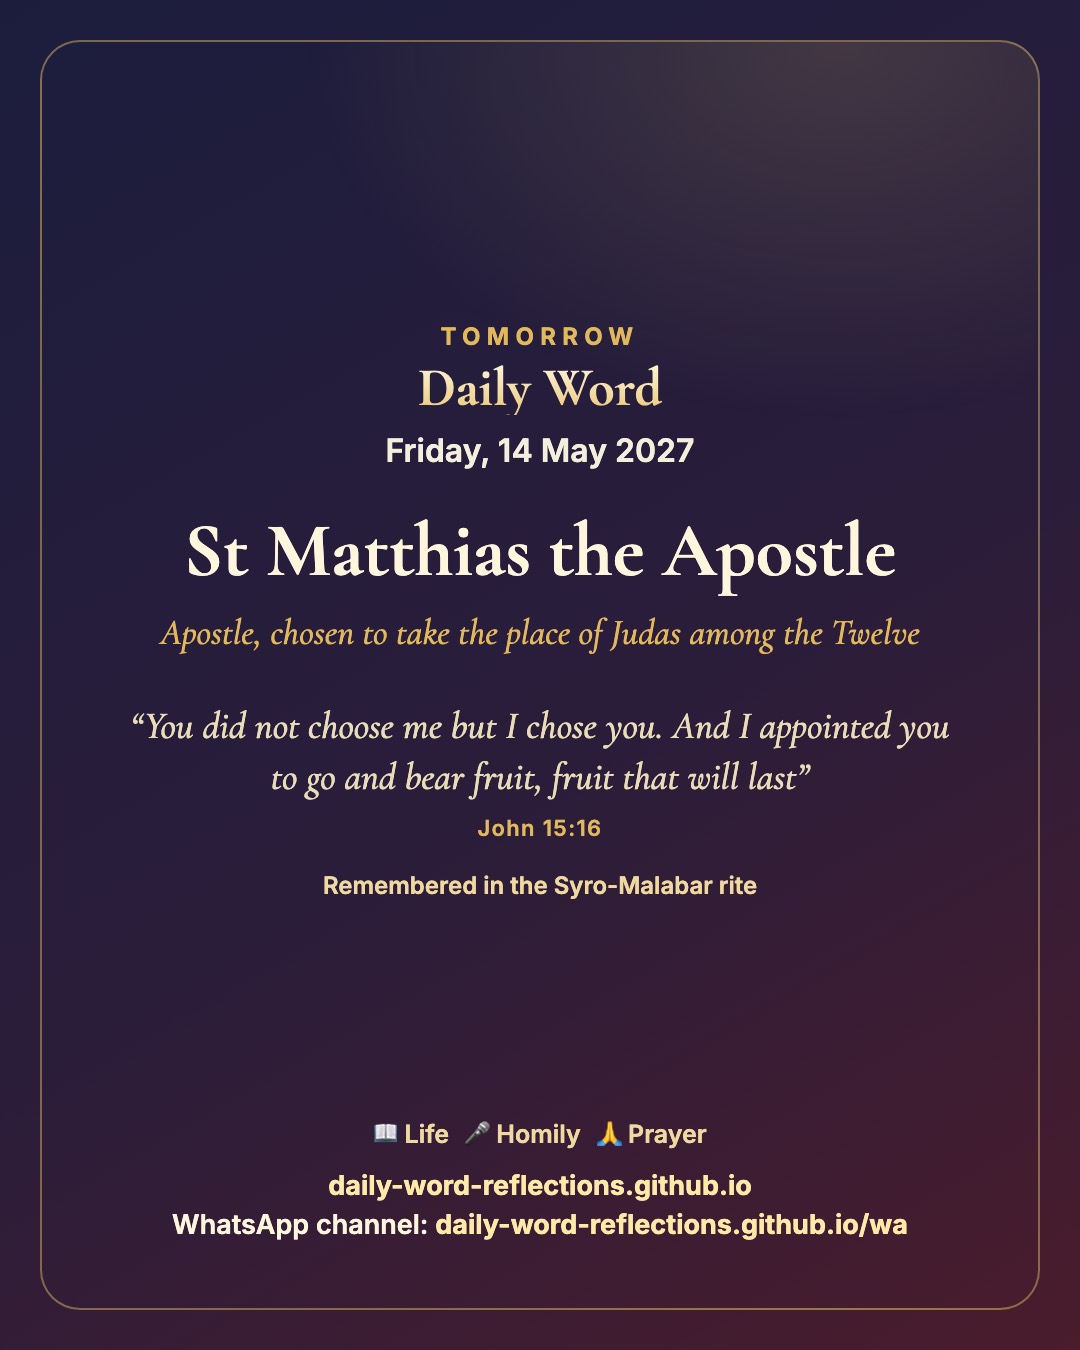 TOMORROW
Daily Word
Friday, 14 May 2027
St Matthias the Apostle
Apostle, chosen to take the place of Judas among the Twelve
“You did not choose me but I chose you. And I appointed you
to go and bear fruit, fruit that will last”
John 15:16
Remembered in the Syro-Malabar rite
📖 Life 🎤 Homily 🙏 Prayer
daily-word-reflections.github.io
WhatsApp channel: daily-word-reflections.github.io/wa